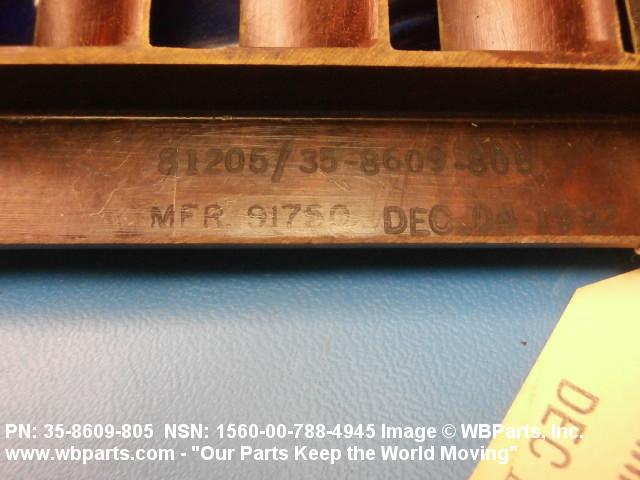 81205/35-8609-805
MFR 91750 DEC 04 1992
DEC
PN: 35-8609-805 NSN: 1560-00-788-4945 Image © WBParts, Inc.
www.wbparts.com - "Our Parts Keep the World Moving"